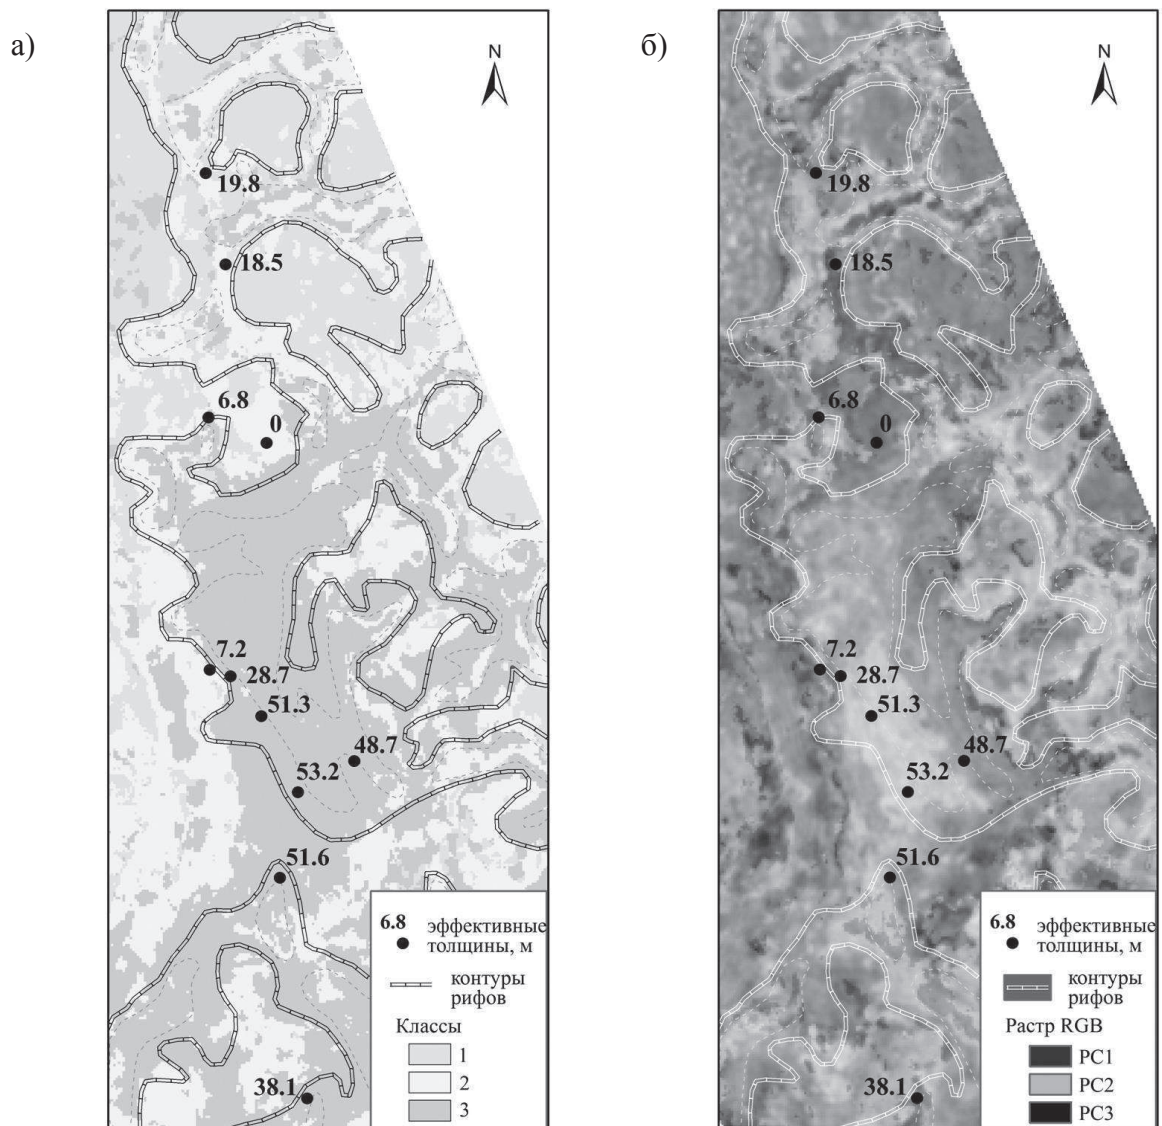 а)
N
19.8
18.5
6.8
0
7.2
28.7
51.3
48.7
53.2
51.6
38.1
6.8 эффективные
толщины, м
контуры
рифов
Классы
1
2
3
б)
N
19.8
18.5
6.8
0
7.2
28.7
51.3
48.7
53.2
51.6
38.1
6.8 эффективные
толщины, м
контуры
рифов
Растр RGB
PC1
PC2
PC3